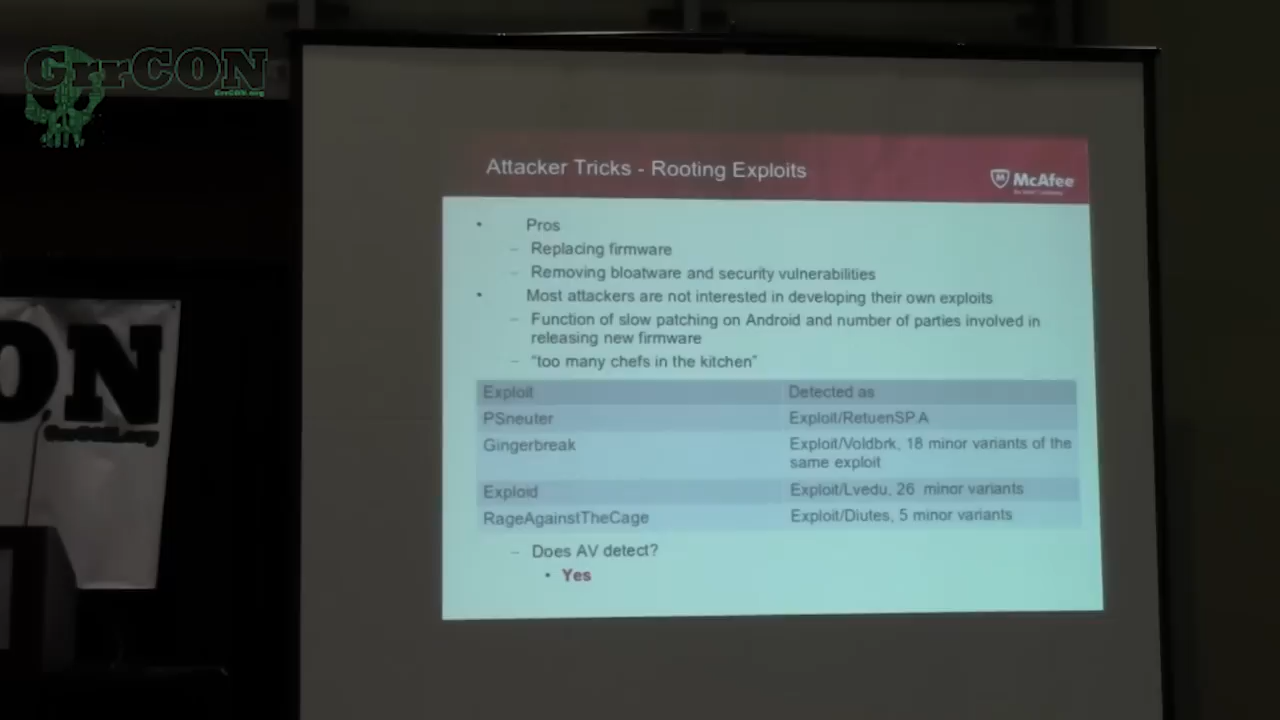 GrrCON
GrrCON.org
Attacker Tricks - Rooting Exploits
McAfee
• Pros
– Replacing firmware
– Removing bloatware and security vulnerabilities
• Most attackers are not interested in developing their own exploits
– Function of slow patching on Android and number of parties involved in
releasing new firmware
– "too many chefs in the kitchen"
Exploit Detected as
PSneuter Exploit/RetuenSP.A
Gingerbreak Exploit/Voldbrk, 18 minor variants of the
same exploit
Exploid Exploit/Lvedu, 26 minor variants
RageAgainstTheCage Exploit/Diutes, 5 minor variants
– Does AV detect?
• Yes
ON
GrrCON.org